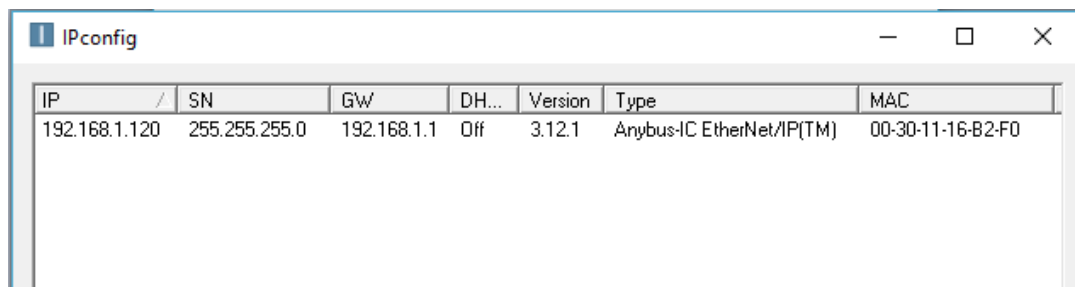 IPconfig
IP SN GW DH... Version Type MAC
192.168.1.120 255.255.255.0 192.168.1.1 Off 3.12.1 Anybus-IC EtherNet/IP(TM) 00-30-11-16-B2-F0